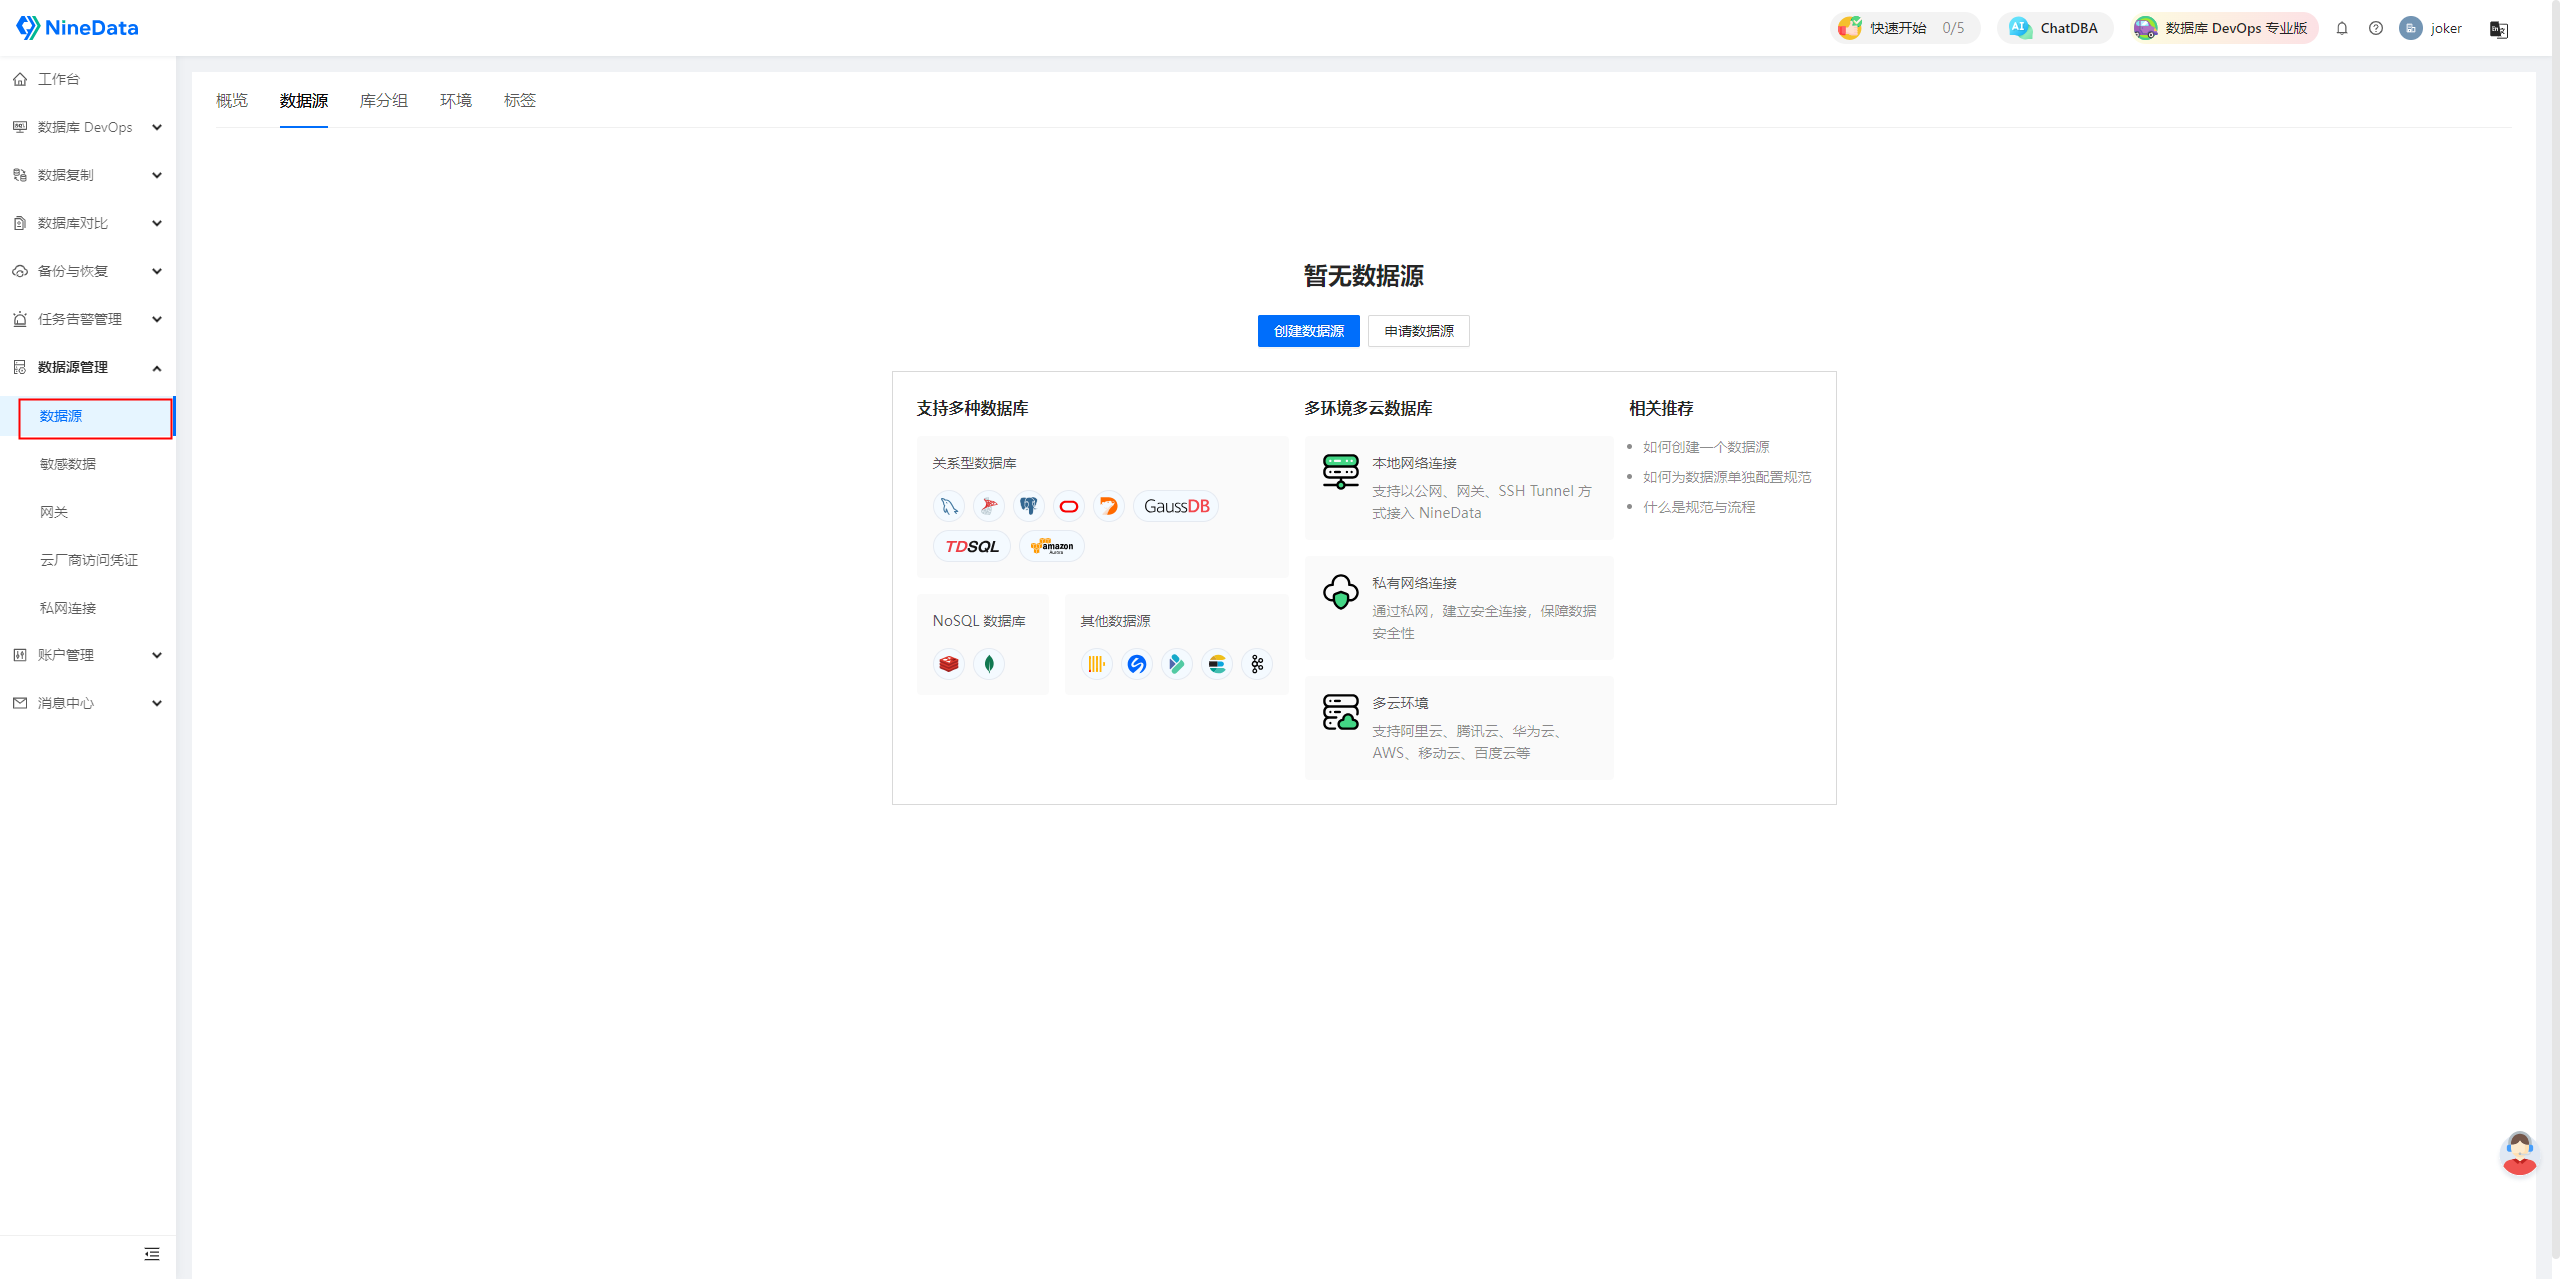 NineData
快速开始 0/5
AI ChatDBA
数据库 DevOps 专业版
joker
工作台
数据库 DevOps
数据复制
数据库对比
备份与恢复
任务告警管理
数据源管理
数据源
敏感数据
网关
云厂商访问凭证
私网连接
账户管理
消息中心
概览 数据源 库分组 环境 标签
暂无数据源
创建数据源 申请数据源
支持多种数据库
关系型数据库
GaussDB
TDSQL amazon Aurora
NoSQL 数据库
其他数据源
多环境多云数据库
本地网络连接
支持以公网、网关、SSH Tunnel 方
式接入 NineData
私有网络连接
通过私网，建立安全连接，保障数据
安全性
多云环境
支持阿里云、腾讯云、华为云、
AWS、移动云、百度云等
相关推荐
如何创建一个数据源
如何为数据源单独配置规范
什么是规范与流程